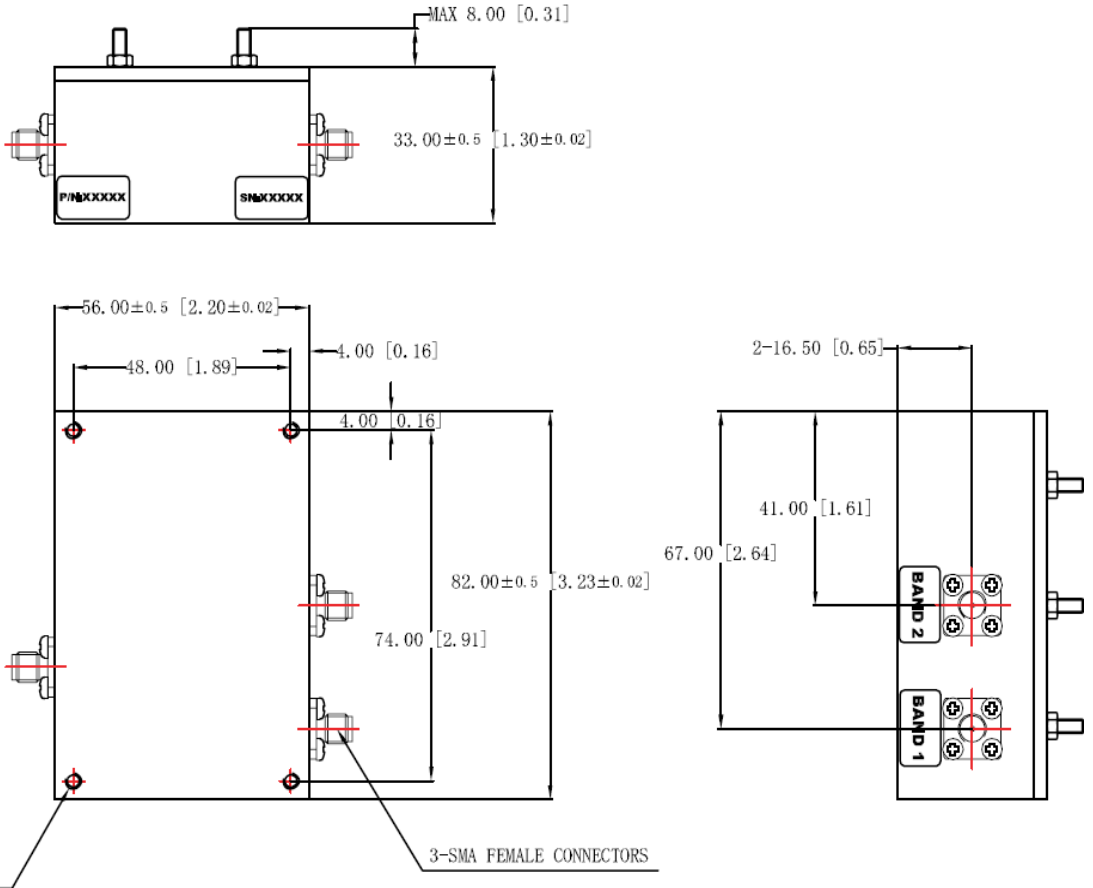 MAX 8.00 [0.31]
33.00±0.5 [1.30±0.02]
P/N№XXXXX
SN№XXXXX
56.00±0.5 [2.20±0.02]
48.00 [1.89]
4.00 [0.16]
4.00 [0.16]
82.00±0.5 [3.23±0.02]
74.00 [2.91]
3-SMA FEMALE CONNECTORS
2-16.50 [0.65]
41.00 [1.61]
67.00 [2.64]
BAND 2
BAND 1